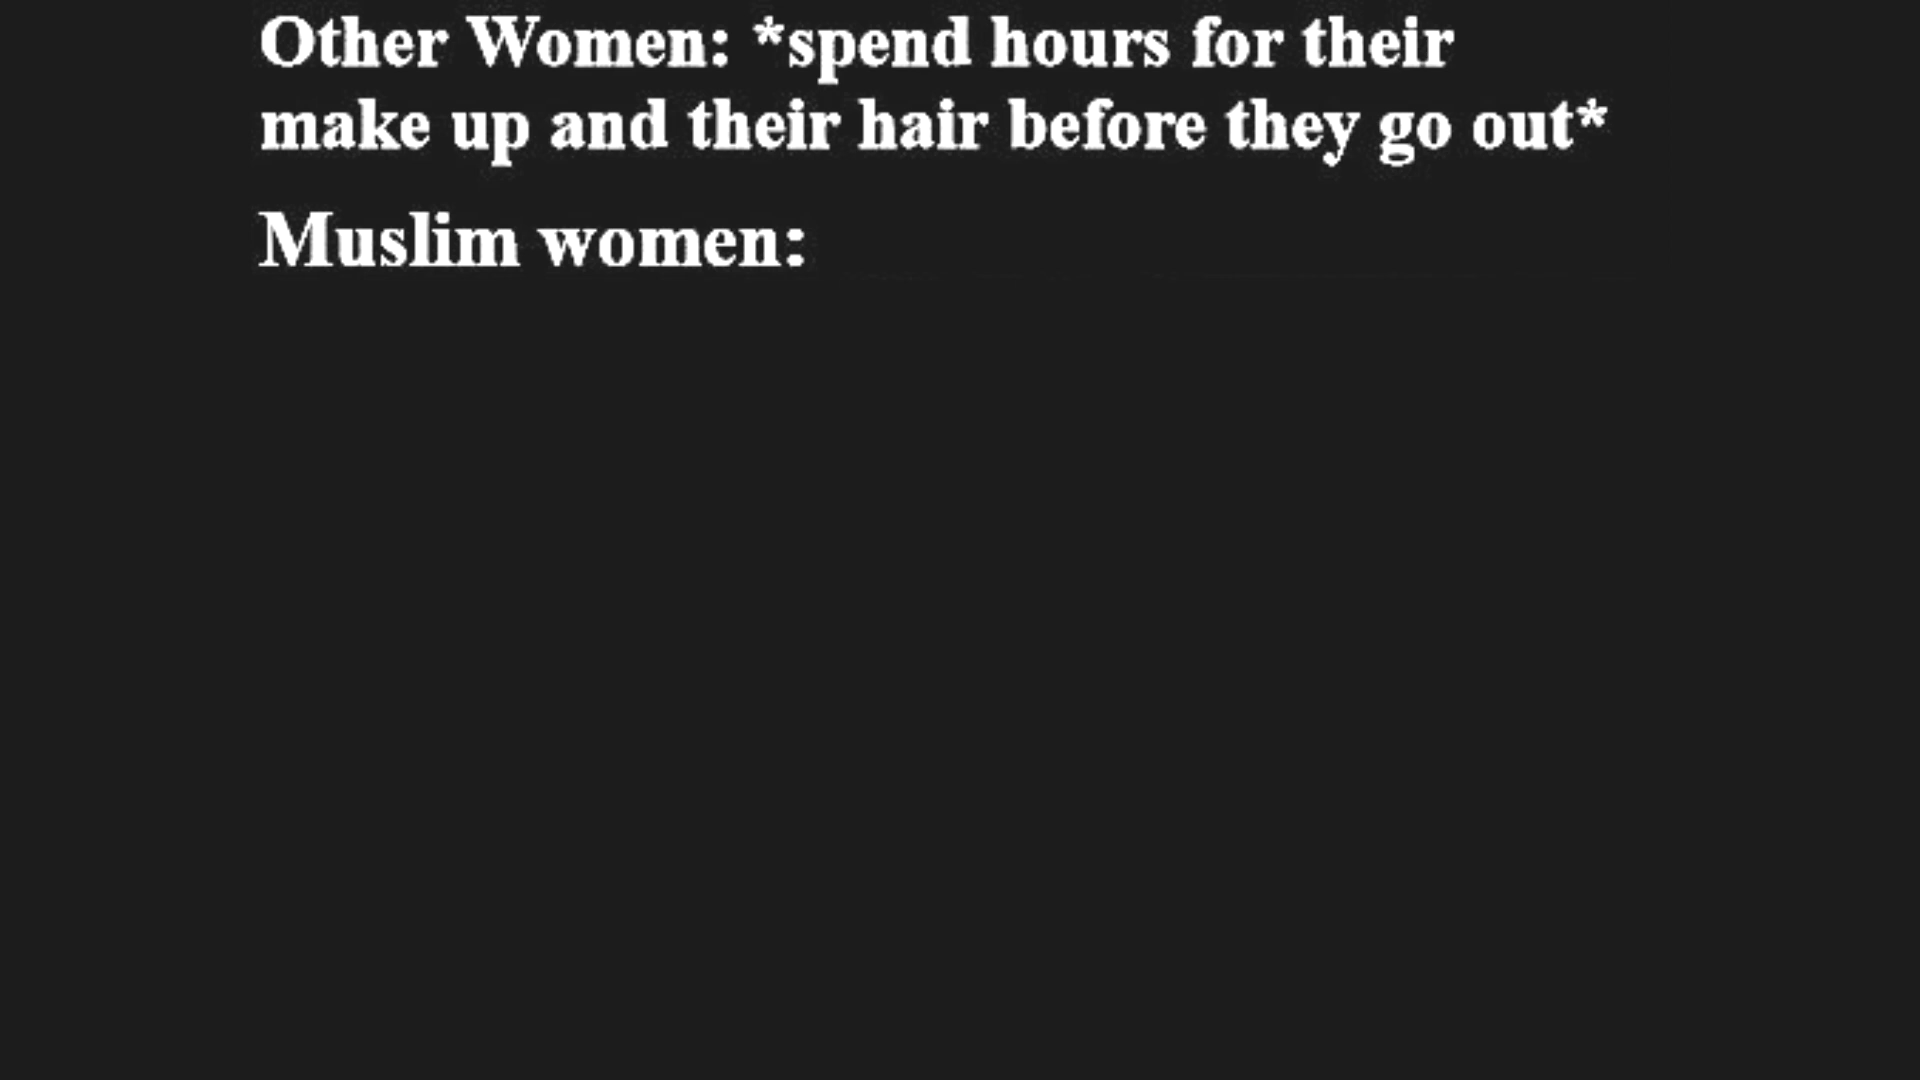 Other Women: *spend hours for their
make up and their hair before they go out*
Muslim women: